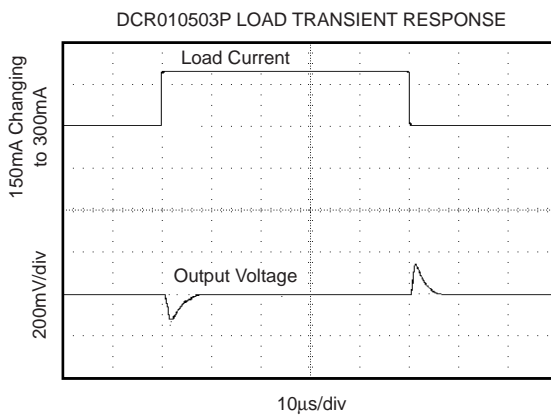 DCR010503P LOAD TRANSIENT RESPONSE
Load Current
150mA Changing
to 300mA
Output Voltage
200mV/div
10µs/div